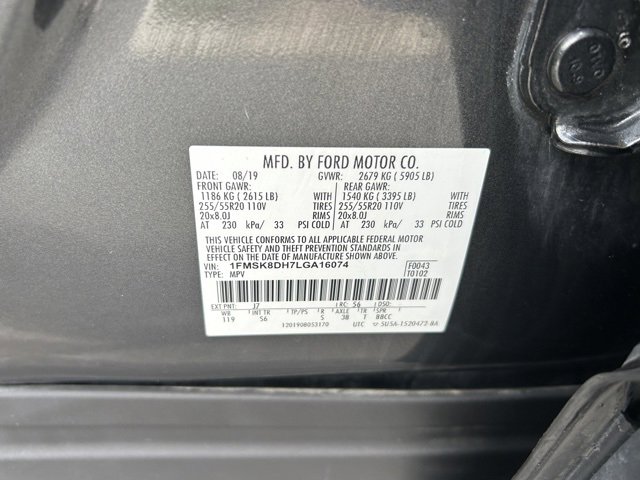 MFD. BY FORD MOTOR CO.
DATE: 08/19 GVWR: 2679 KG ( 5905 LB)
FRONT GAWR: REAR GAWR:
1186 KG ( 2615 LB) WITH 1540 KG ( 3395 LB) WITH
255/55R20 110V TIRES 255/55R20 110V TIRES
20x8.0J RIMS 20x8.0J RIMS
AT 230 kPa/ 33 PSI COLD AT 230 kPa/ 33 PSI COLD
THIS VEHICLE CONFORMS TO ALL APPLICABLE FEDERAL MOTOR
VEHICLE SAFETY AND THEFT PREVENTION STANDARDS IN
EFFECT ON THE DATE OF MANUFACTURE SHOWN ABOVE.
VIN: 1FMSK8DH7LGA16074 F0043
TYPE: MPV T0102
EXT PNT: J7 RC: 56 DSO:
WB INT TR TP/PS R AXLE TR SPR
119 S6 S 3B T BBCC
1201908053170 UTC 5U5A-1520472-BA